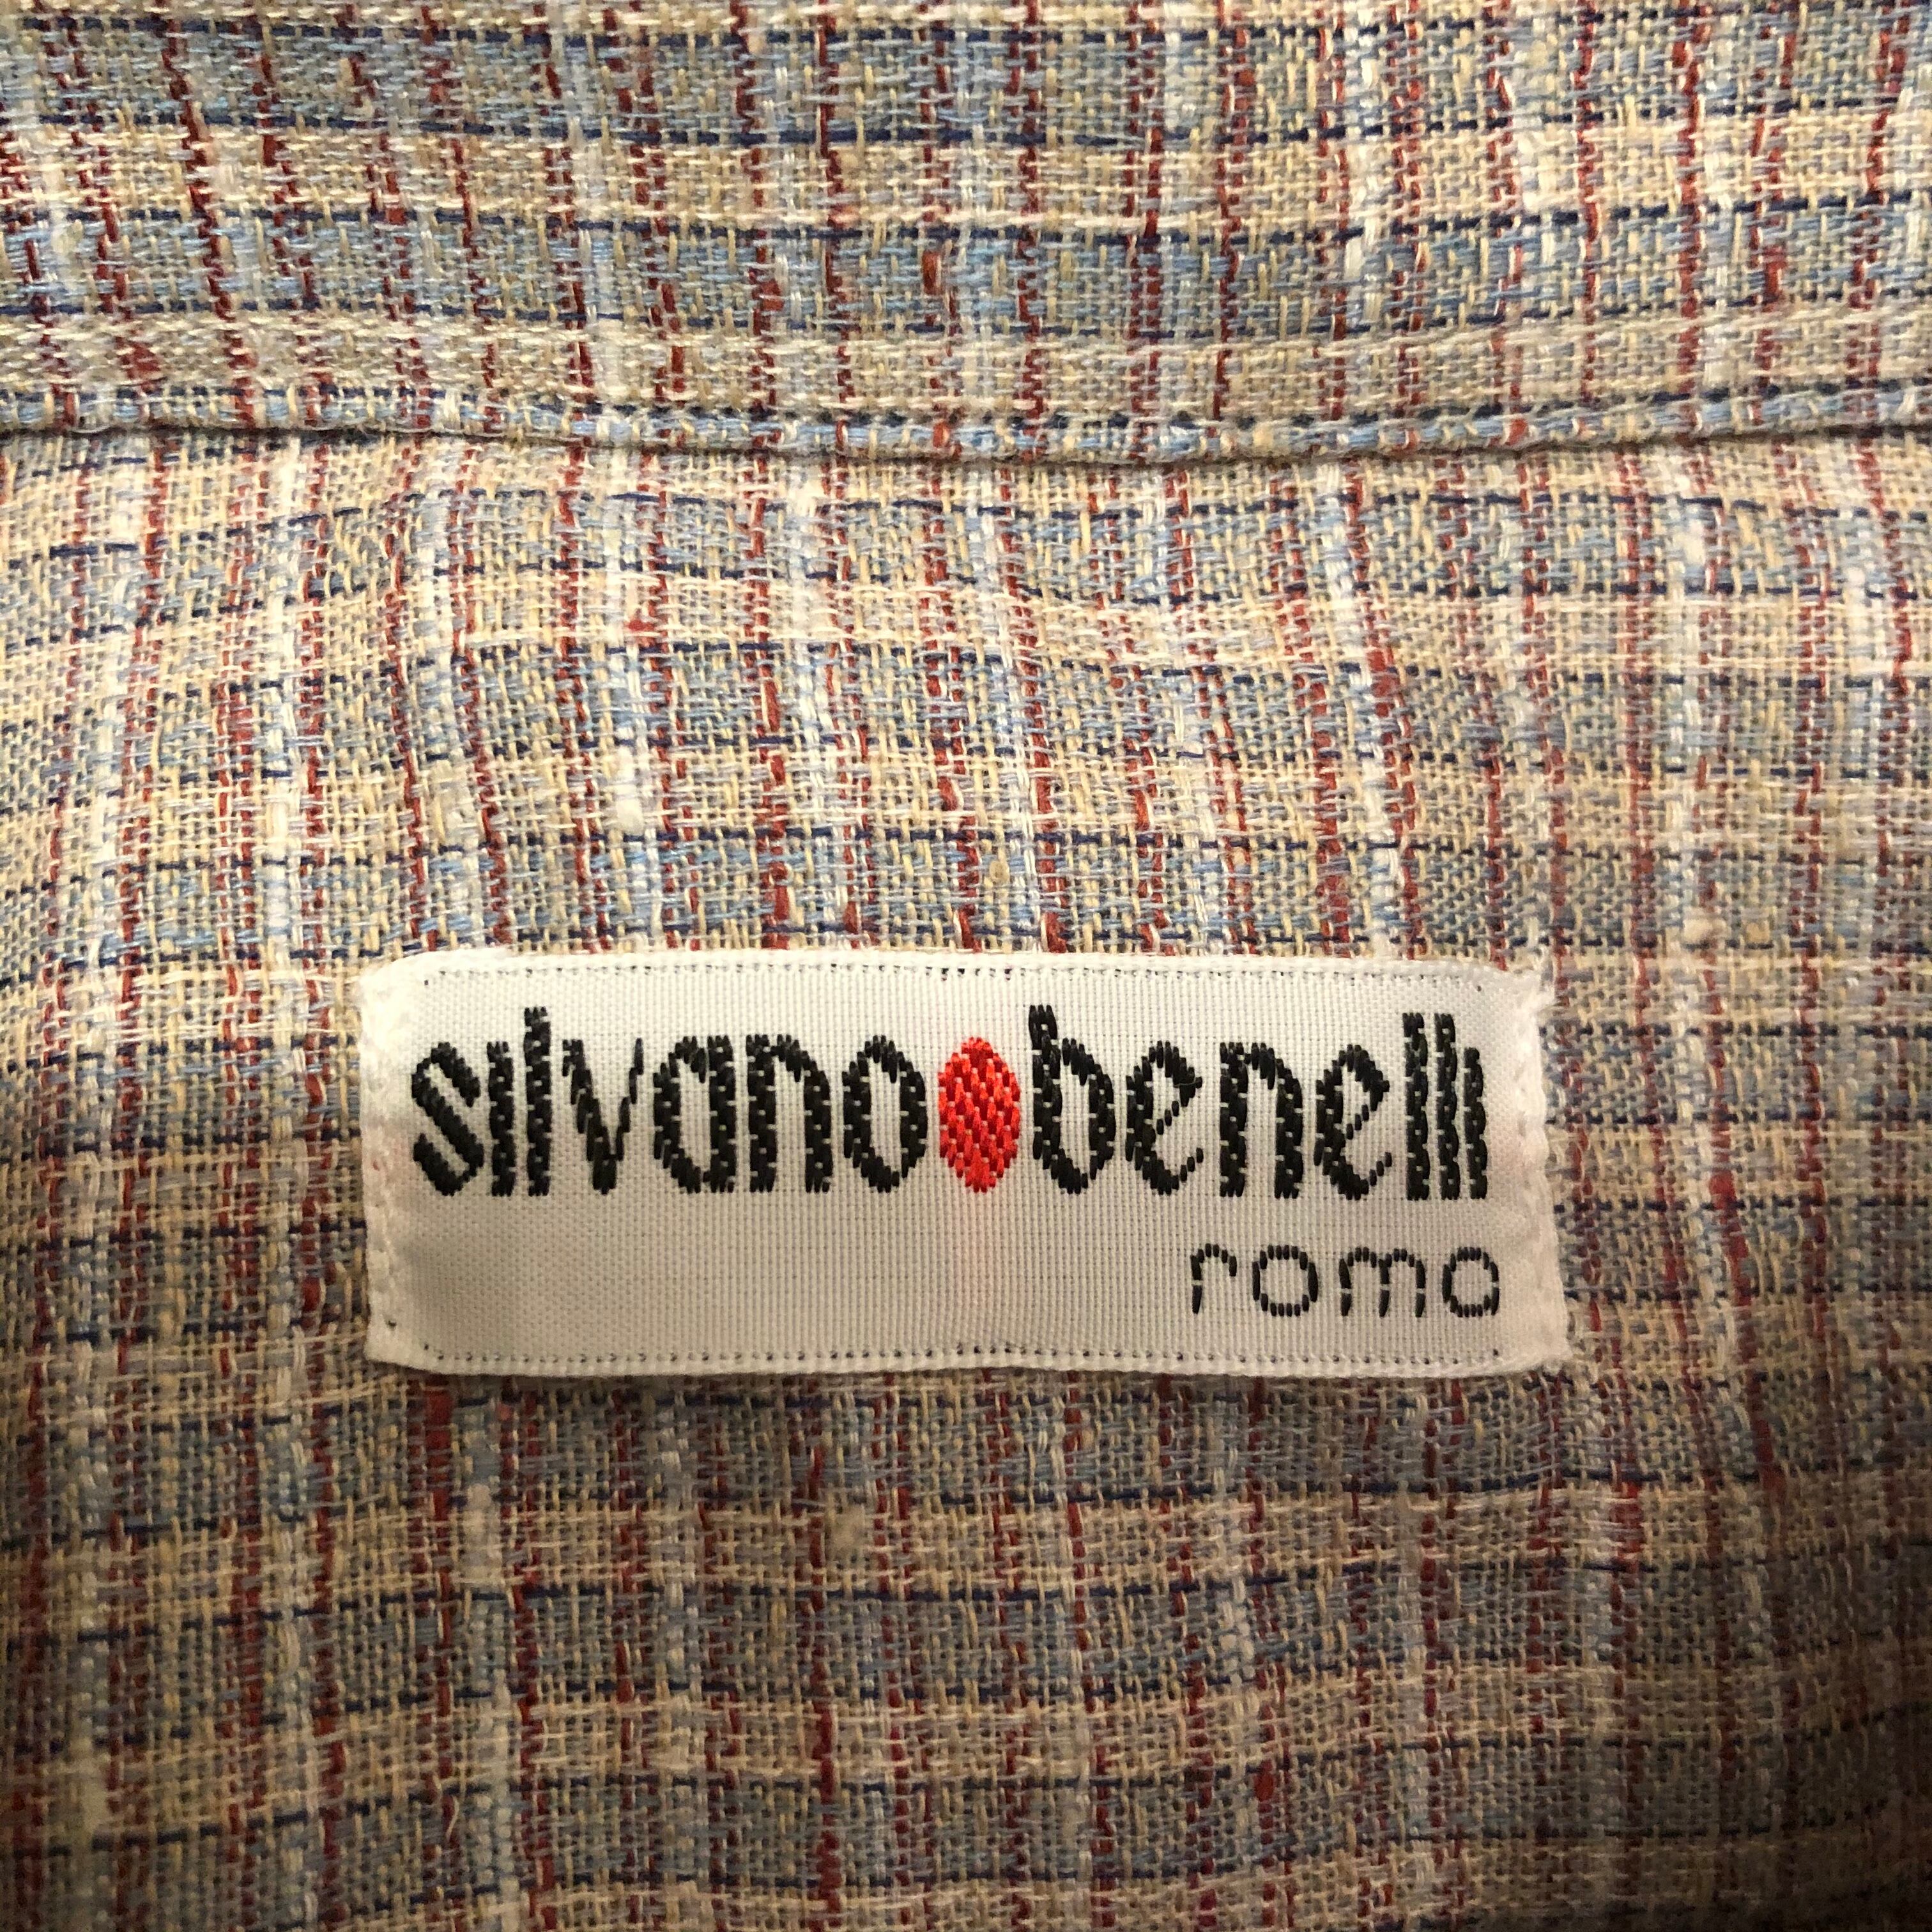 silvano benelli
roma